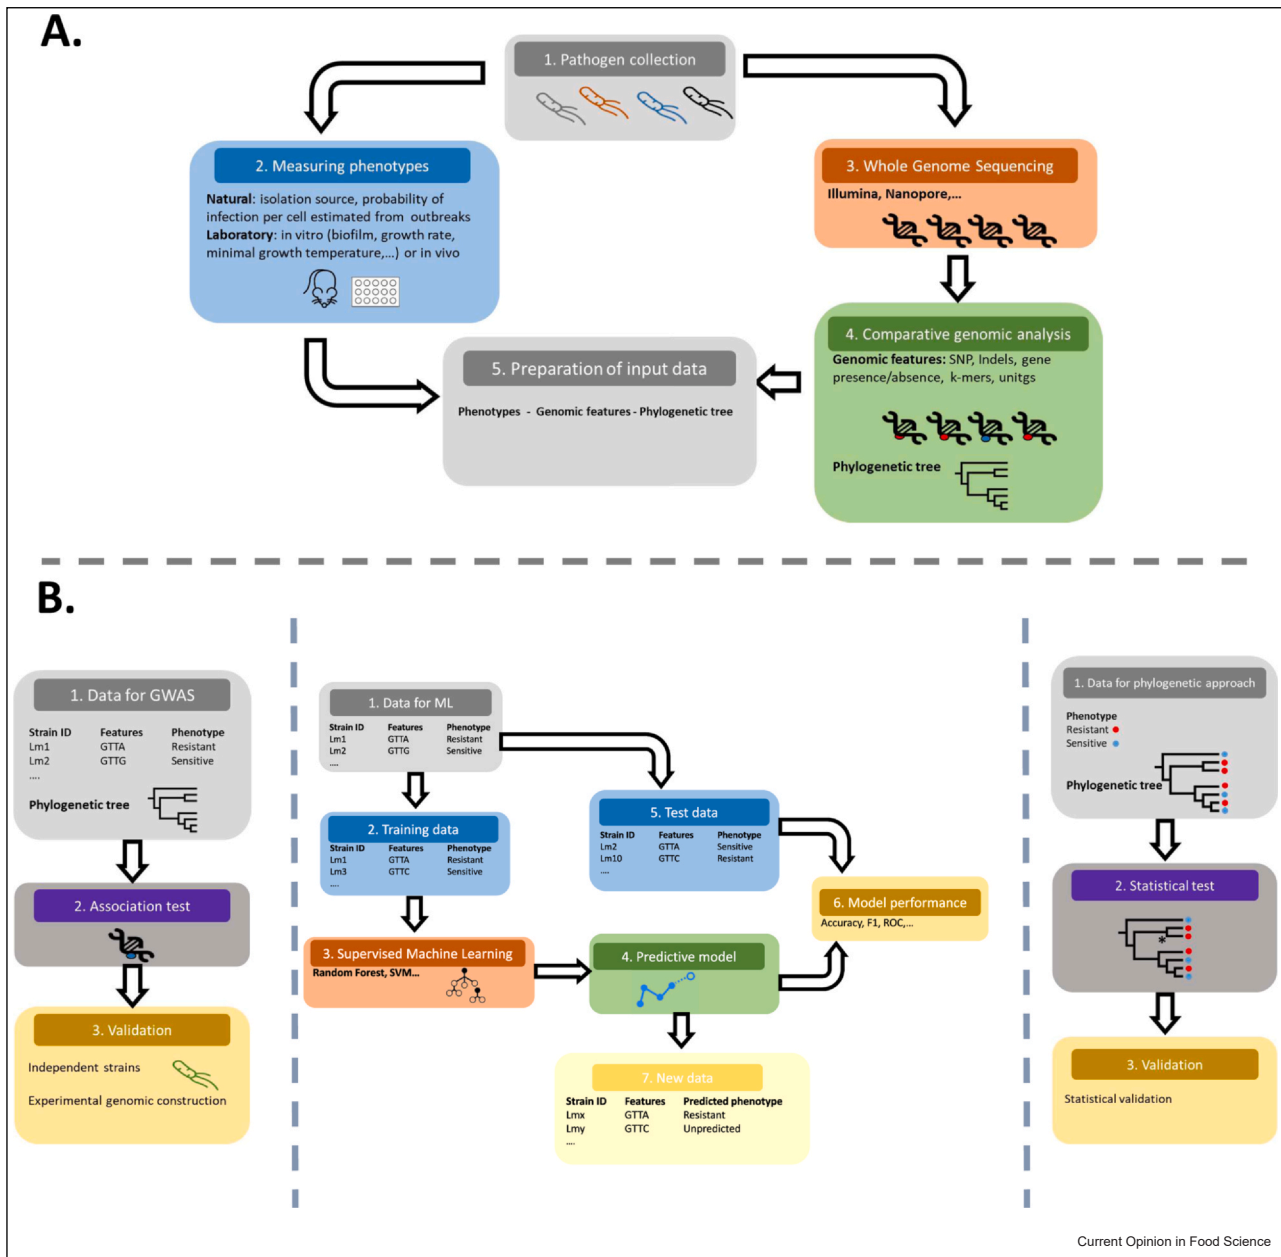 A.
1. Pathogen collection
2. Measuring phenotypes
Natural: isolation source, probability of
infection per cell estimated from outbreaks
Laboratory: in vitro (biofilm, growth rate,
minimal growth temperature,...) or in vivo
3. Whole Genome Sequencing
Illumina, Nanopore,...
4. Comparative genomic analysis
Genomic features: SNP, Indels, gene
presence/absence, k-mers, unitgs
Phylogenetic tree
5. Preparation of input data
Phenotypes - Genomic features - Phylogenetic tree
B.
1. Data for GWAS
Strain ID Features Phenotype
Lm1 GTTA Resistant
Lm2 GTTG Sensitive
....
Phylogenetic tree
2. Association test
3. Validation
Independent strains
Experimental genomic construction
1. Data for ML
Strain ID Features Phenotype
Lm1 GTTA Resistant
Lm2 GTTG Sensitive
....
2. Training data
Strain ID Features Phenotype
Lm1 GTTA Resistant
Lm3 GTTC Sensitive
....
3. Supervised Machine Learning
Random Forest, SVM...
4. Predictive model
5. Test data
Strain ID Features Phenotype
Lm2 GTTA Sensitive
Lm10 GTTC Resistant
....
6. Model performance
Accuracy, F1, ROC,...
7. New data
Strain ID Features Predicted phenotype
Lmx GTTA Resistant
Lmy GTTC Unpredicted
....
1. Data for phylogenetic approach
Phenotype
Resistant
Sensitive
Phylogenetic tree
2. Statistical test
*
3. Validation
Statistical validation
Current Opinion in Food Science